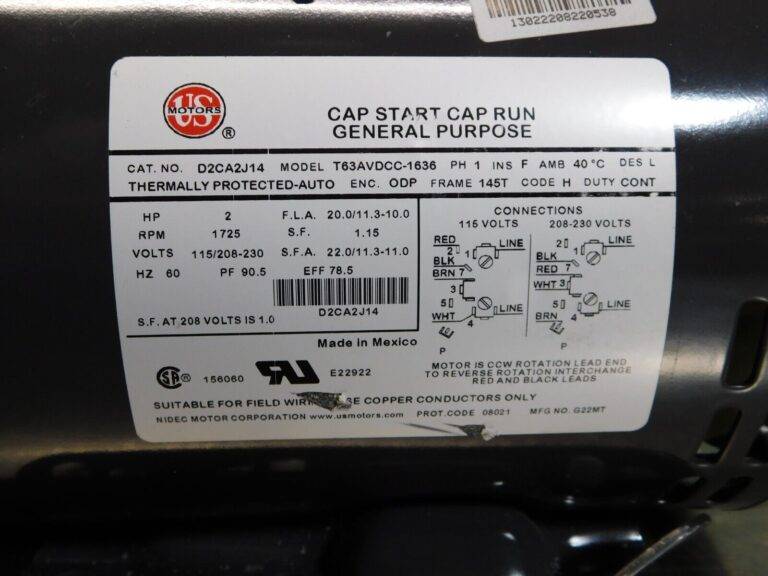 13022208220538
US
MOTORS
®
CAP START CAP RUN
GENERAL PURPOSE
CAT. NO. D2CA2J14 MODEL T63AVDCC-1636 PH 1 INS F AMB 40°C DES L
THERMALLY PROTECTED-AUTO ENC. ODP FRAME 145T CODE H DUTY CONT
HP 2 F.L.A. 20.0/11.3-10.0
RPM 1725 S.F. 1.15
VOLTS 115/208-230 S.F.A. 22.0/11.3-11.0
HZ 60 PF 90.5 EFF 78.5
D2CA2J14
S.F. AT 208 VOLTS IS 1.0
CONNECTIONS
115 VOLTS 208-230 VOLTS
RED 2 1 LINE
BLK
BRN 7
3
5 LINE
WHT 4
P
2 1 LINE
BLK
RED 7
WHT 3
5 LINE
BRN 4
P
Made in Mexico
MOTOR IS CCW ROTATION LEAD END
TO REVERSE ROTATION INTERCHANGE
RED AND BLACK LEADS
SA ® 156060 RU E22922
SUITABLE FOR FIELD COPPER CONDUCTORS ONLY
NIDEC MOTOR CORPORATION www.usmotors.com PROT.CODE 08021 MFG NO. G22MT